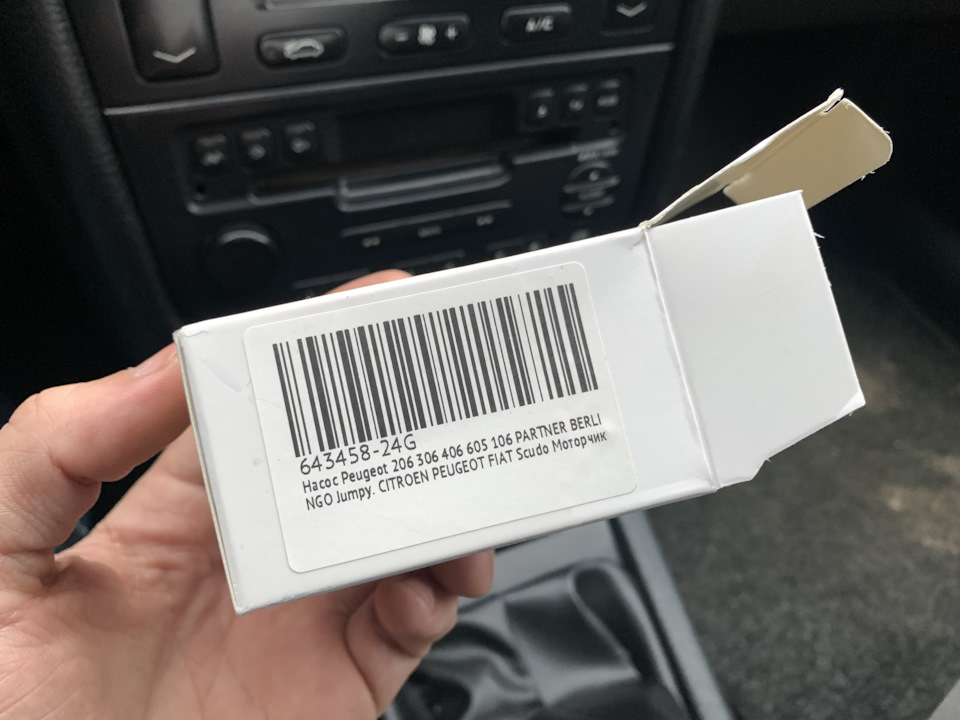 A/C
643458-24G
Насос Peugeot 206 306 406 605 106 PARTNER BERLI
NGO Jumpy. CITROEN PEUGEOT FIAT Scudo Моторчик